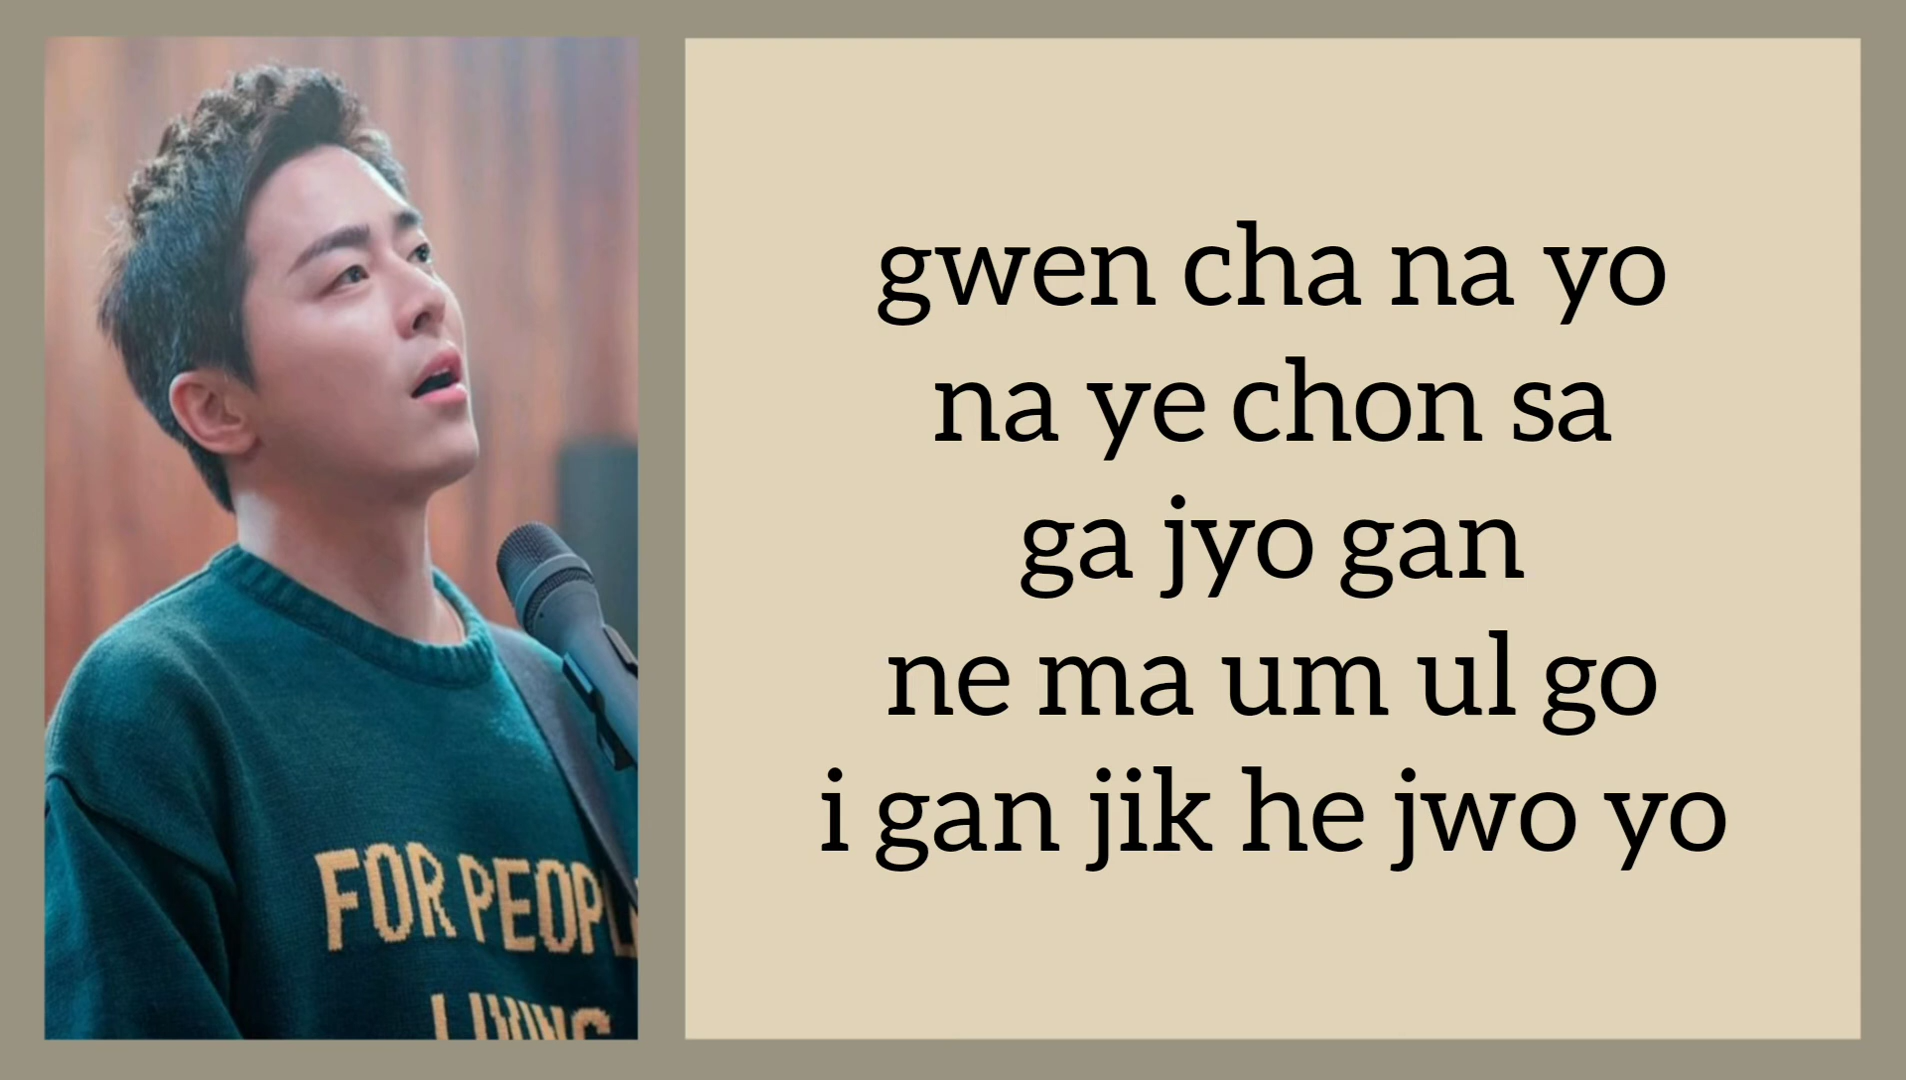 gwen cha na yo
na ye chon sa
ga jyo gan
ne ma um ul go
i gan jik he jwo yo
FOR PEOPL
LIVING